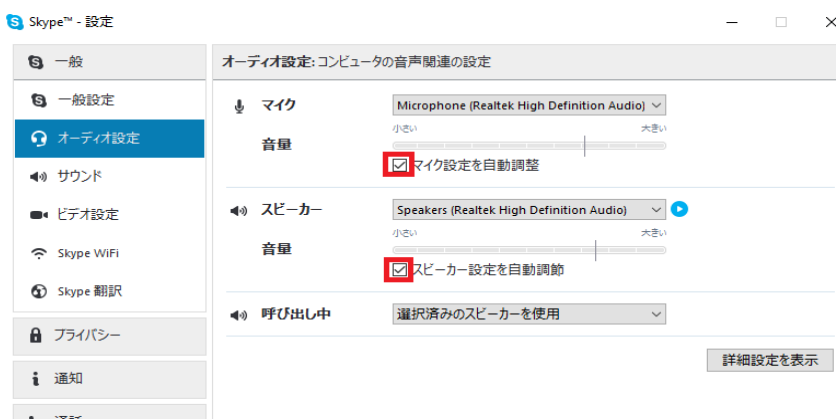 Skype™ - 設定
一般
一般設定
オーディオ設定
サウンド
ビデオ設定
Skype WiFi
Skype 翻訳
プライバシー
通知
オーディオ設定: コンピュータの音声関連の設定
マイク
Microphone (Realtek High Definition Audio)
小さい 大きい
音量
マイク設定を自動調整
スピーカー
Speakers (Realtek High Definition Audio)
小さい 大きい
音量
スピーカー設定を自動調節
呼び出し中
選択済みのスピーカーを使用
詳細設定を表示